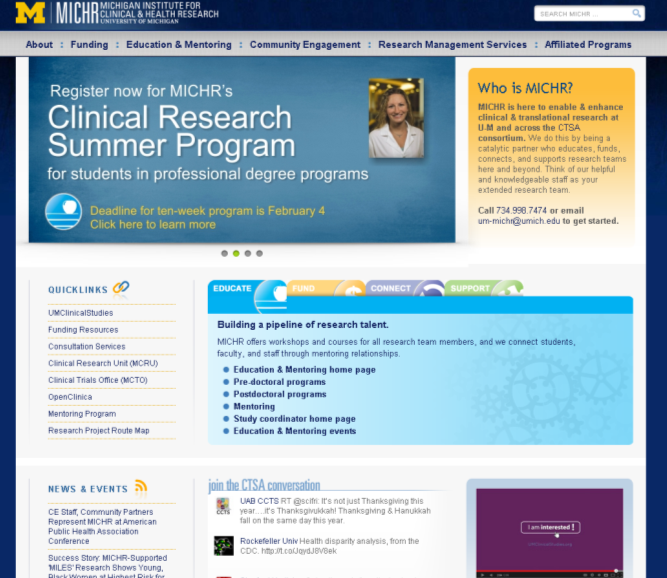 M MICHR MICHIGAN INSTITUTE FOR
CLINICAL & HEALTH RESEARCH
UNIVERSITY OF MICHIGAN
SEARCH MICHR ...
About : Funding : Education & Mentoring : Community Engagement : Research Management Services : Affiliated Programs
Register now for MICHR's
Clinical Research
Summer Program
for students in professional degree programs
Deadline for ten-week program is February 4
Click here to learn more
Who is MICHR?
MICHR is here to enable & enhance
clinical & translational research at
U-M and across the CTSA
consortium. We do this by being a
catalytic partner who educates, funds,
connects, and supports research teams
here and beyond. Think of our helpful
and knowledgeable staff as your
extended research team.
Call 734.998.7474 or email
um-michr@umich.edu to get started.
QUICKLINKS
UMClinicalStudies
Funding Resources
Consultation Services
Clinical Research Unit (MCRU)
Clinical Trials Office (MCTO)
OpenClinica
Mentoring Program
Research Project Route Map
EDUCATE FUND CONNECT SUPPORT
Building a pipeline of research talent.
MICHR offers workshops and courses for all research team members, and we connect students,
faculty, and staff through mentoring relationships.
Education & Mentoring home page
Pre-doctoral programs
Postdoctoral programs
Mentoring
Study coordinator home page
Education & Mentoring events
NEWS & EVENTS
CE Staff, Community Partners
Represent MICHR at American
Public Health Association
Conference
Success Story: MICHR-Supported
'MILES' Research Shows Young,
Black Women at Highest Risk for
join the CTSA conversation
CCTS
UAB CCTS RT @scifri: It's not just Thanksgiving this
year.....it's Thanksgivukkah! Thanksgiving & Hanukkah
fall on the same day this year.
Rockefeller Univ Health disparity analysis, from the
CDC.
I am interested !